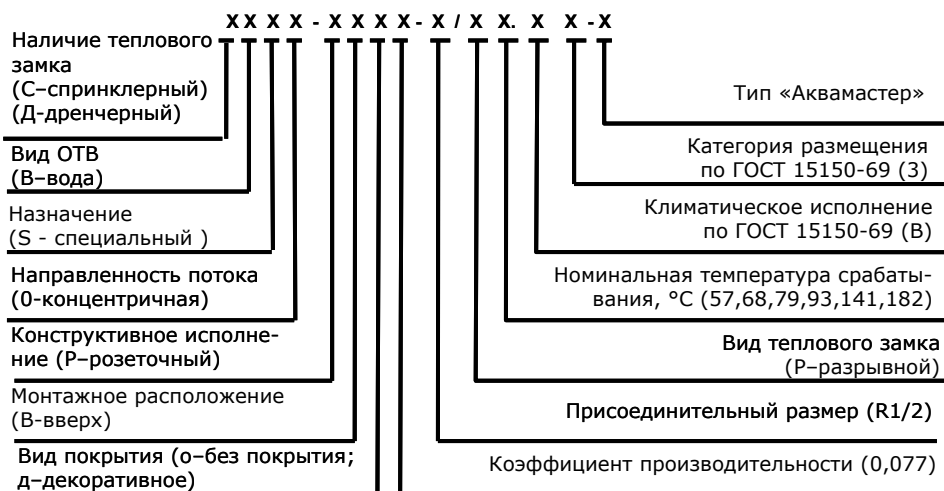 X X X X - X X X X - X / X X. X X -X
Наличие теплового
замка
(С–спринклерный)
(Д-дренчерный)
Вид ОТВ
(В–вода)
Назначение
(S - специальный )
Направленность потока
(0-концентричная)
Конструктивное исполне-
ние (Р–розеточный)
Монтажное расположение
(В-вверх)
Вид покрытия (о–без покрытия;
д–декоративное)
Тип «Аквамастер»
Категория размещения
по ГОСТ 15150-69 (3)
Климатическое исполнение
по ГОСТ 15150-69 (В)
Номинальная температура срабаты-
вания, °С (57,68,79,93,141,182)
Вид теплового замка
(Р–разрывной)
Присоединительный размер (R1/2)
Коэффициент производительности (0,077)